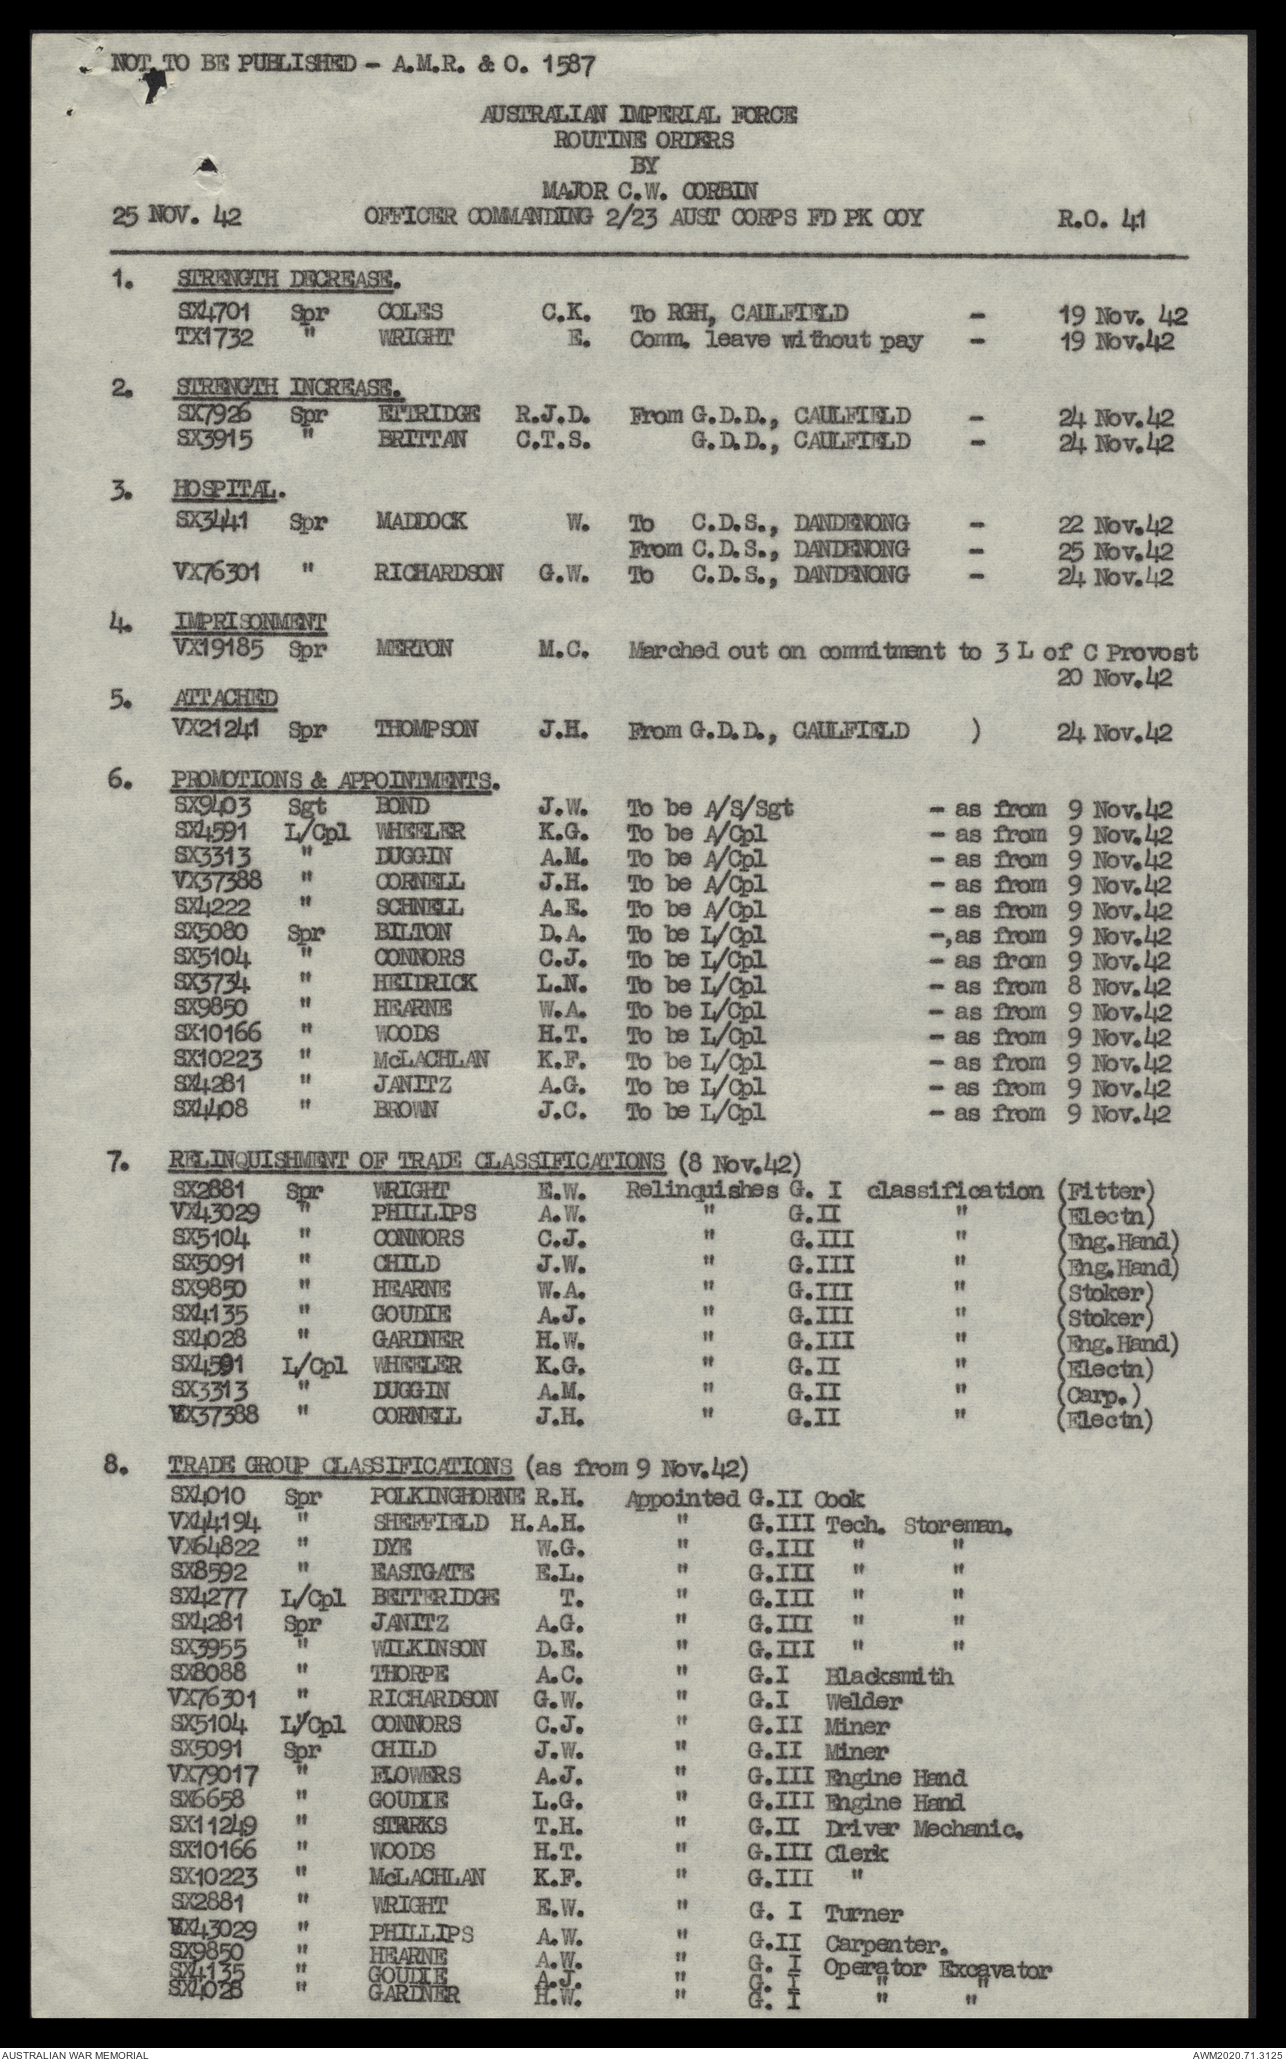 NOT TO BE PUBLISHED - A.M.R. & O. 1587
AUSTRALIAN IMPERIAL FORCE
ROUTINE ORDERS
BY
MAJOR C.W. CORBIN
25 NOV. 42 OFFICER COMMANDING 2/23 AUST CORPS FD PK COY R.O. 41
1. STRENGTH DECREASE.
SX4701 Spr COLES C.K. To RGH, CAULFIELD - 19 Nov. 42
TX1732 " WRIGHT E. Comm. leave without pay - 19 Nov.42
2. STRENGTH INCREASE.
SX7926 Spr ETTRIDGE R.J.D. From G.D.D., CAULFIELD - 24 Nov.42
SX3915 " BRITTAN C.T.S. G.D.D., CAULFIELD - 24 Nov.42
3. HOSPITAL.
SX3441 Spr MADDOCK W. To C.D.S., DANDENONG - 22 Nov.42
From C.D.S., DANDENONG - 25 Nov.42
VX76301 " RICHARDSON G.W. To C.D.S., DANDENONG - 24 Nov.42
4. IMPRISONMENT
VX19185 Spr MERTON M.C. Marched out on commitment to 3 L of C Provost
20 Nov.42
5. ATTACHED
VX21241 Spr THOMPSON J.H. From G.D.D., CAULFIELD ) 24 Nov.42
6. PROMOTIONS & APPOINTMENTS.
SX9403 Sgt BOND J.W. To be A/S/Sgt - as from 9 Nov.42
SX4591 L/Cpl WHEELER K.G. To be A/Cpl - as from 9 Nov.42
SX3313 " DUGGIN A.M. To be A/Cpl - as from 9 Nov.42
VX37388 " CORNELL J.H. To be A/Cpl - as from 9 Nov.42
SX4222 " SCHNELL A.E. To be A/Cpl - as from 9 Nov.42
SX5080 Spr BILTON D.A. To be L/Cpl -,as from 9 Nov.42
SX5104 " CONNORS C.J. To be L/Cpl - as from 9 Nov.42
SX3734 " HEIDRICK L.N. To be L/Cpl - as from 8 Nov.42
SX9850 " HEARNE W.A. To be L/Cpl - as from 9 Nov.42
SX10166 " WOODS H.T. To be L/Cpl - as from 9 Nov.42
SX10223 " McLACHLAN K.F. To be L/Cpl - as from 9 Nov.42
SX4281 " JANITZ A.G. To be L/Cpl - as from 9 Nov.42
SX4408 " BROWN J.C. To be L/Cpl - as from 9 Nov.42
7. RELINQUISHMENT OF TRADE CLASSIFICATIONS (8 Nov.42)
SX2881 Spr WRIGHT E.W. Relinquishes G. I classification (Fitter)
VX43029 " PHILLIPS A.W. " G.II " (Electn)
SX5104 " CONNORS C.J. " G.III " (Eng.Hand)
SX5091 " CHILD J.W. " G.III " (Eng.Hand)
SX9850 " HEARNE W.A. " G.III " (Stoker)
SX4135 " GOUDIE A.J. " G.III " (Stoker)
SX4028 " GARDNER H.W. " G.III " (Eng.Hand)
SX4591 L/Cpl WHEELER K.G. " G.II " (Electn)
SX3313 " DUGGIN A.M. " G.II " (Carp.)
VX37388 " CORNELL J.H. " G.II " (Electn)
8. TRADE GROUP CLASSIFICATIONS (as from 9 Nov.42)
SX4010 Spr POLKINGHORNE R.H. Appointed G.II Cook
VX44194 " SHEFFIELD H.A.H. " G.III Tech. Storeman.
VX64822 " DYE W.G. " G.III " "
SX8592 " EASTGATE E.L. " G.III " "
SX4277 L/Cpl BETTERIDGE T. " G.III " "
SX4281 Spr JANITZ A.G. " G.III " "
SX3955 " WILKINSON D.E. " G.III " "
SX8088 " THORPE A.C. " G.I Blacksmith
VX76301 " RICHARDSON G.W. " G.I Welder
SX5104 L/Cpl CONNORS C.J. " G.II Miner
SX5091 Spr CHILD J.W. " G.II Miner
VX79017 " FLOWERS A.J. " G.III Engine Hand
SX6658 " GOUDIE L.G. " G.III Engine Hand
SX11249 " STRRKS T.H. " G.II Driver Mechanic.
SX10166 " WOODS H.T. " G.III Clerk
SX10223 " McLACHLAN K.F. " G.III "
SX2881 " WRIGHT E.W. " G. I Turner
VX43029 " PHILLIPS A.W. " G.II Carpenter.
SX9850 " HEARNE A.W. " G. I Operator Excavator
SX4135 " GOUDIE A.J. " G. I " "
SX4028 " GARDNER H.W. " G. I " "
AUSTRALIAN WAR MEMORIAL AWM2020.71.3125